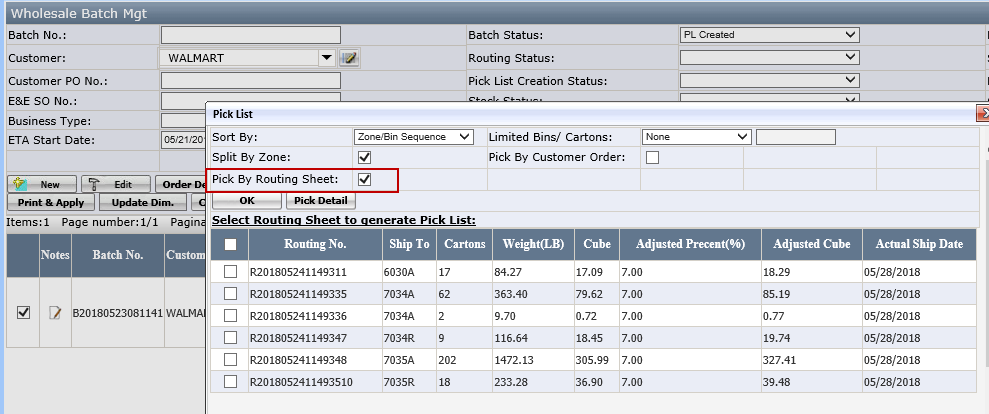 Wholesale Batch Mgt
Batch No.: Batch Status: PL Created
Customer: WALMART Routing Status:
Customer PO No.: Pick List Creation Status:
E&E SO No.: Stock Status:
Business Type:
ETA Start Date: 05/21/20
New Edit Order De
Print & Apply Update Dim. C
Items:1 Page number:1/1 Pagina
Notes Batch No. Custom
B20180523081141 WALMA
Pick List
Sort By: Zone/Bin Sequence Limited Bins/ Cartons: None
Split By Zone: Pick By Customer Order:
Pick By Routing Sheet:
OK Pick Detail
Select Routing Sheet to generate Pick List:
Routing No. Ship To Cartons Weight(LB) Cube Adjusted Precent(%) Adjusted Cube Actual Ship Date
R201805241149311 6030A 17 84.27 17.09 7.00 18.29 05/28/2018
R201805241149335 7034A 62 363.40 79.62 7.00 85.19 05/28/2018
R201805241149336 7034A 2 9.70 0.72 7.00 0.77 05/28/2018
R201805241149347 7034R 9 116.64 18.45 7.00 19.74 05/28/2018
R201805241149348 7035A 202 1472.13 305.99 7.00 327.41 05/28/2018
R2018052411493510 7035R 18 233.28 36.90 7.00 39.48 05/28/2018